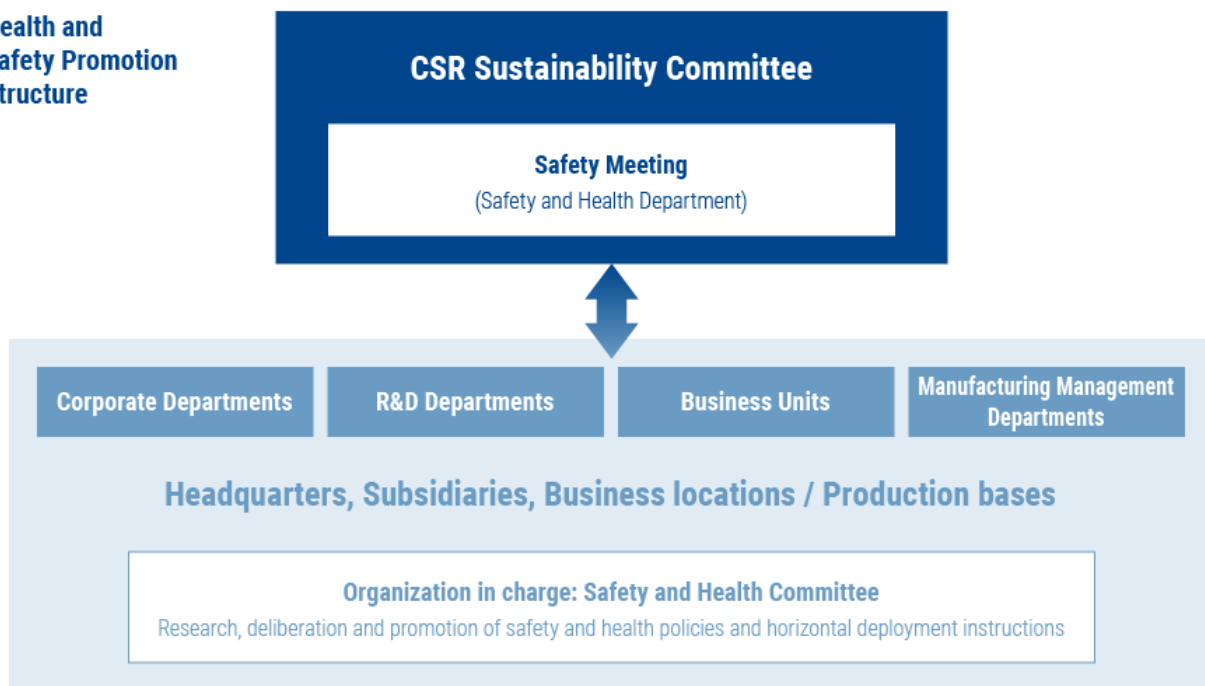 ealth and
afety Promotion
tructure
CSR Sustainability Committee
Safety Meeting
(Safety and Health Department)
Corporate Departments
R&D Departments
Business Units
Manufacturing Management
Departments
Headquarters, Subsidiaries, Business locations / Production bases
Organization in charge: Safety and Health Committee
Research, deliberation and promotion of safety and health policies and horizontal deployment instructions